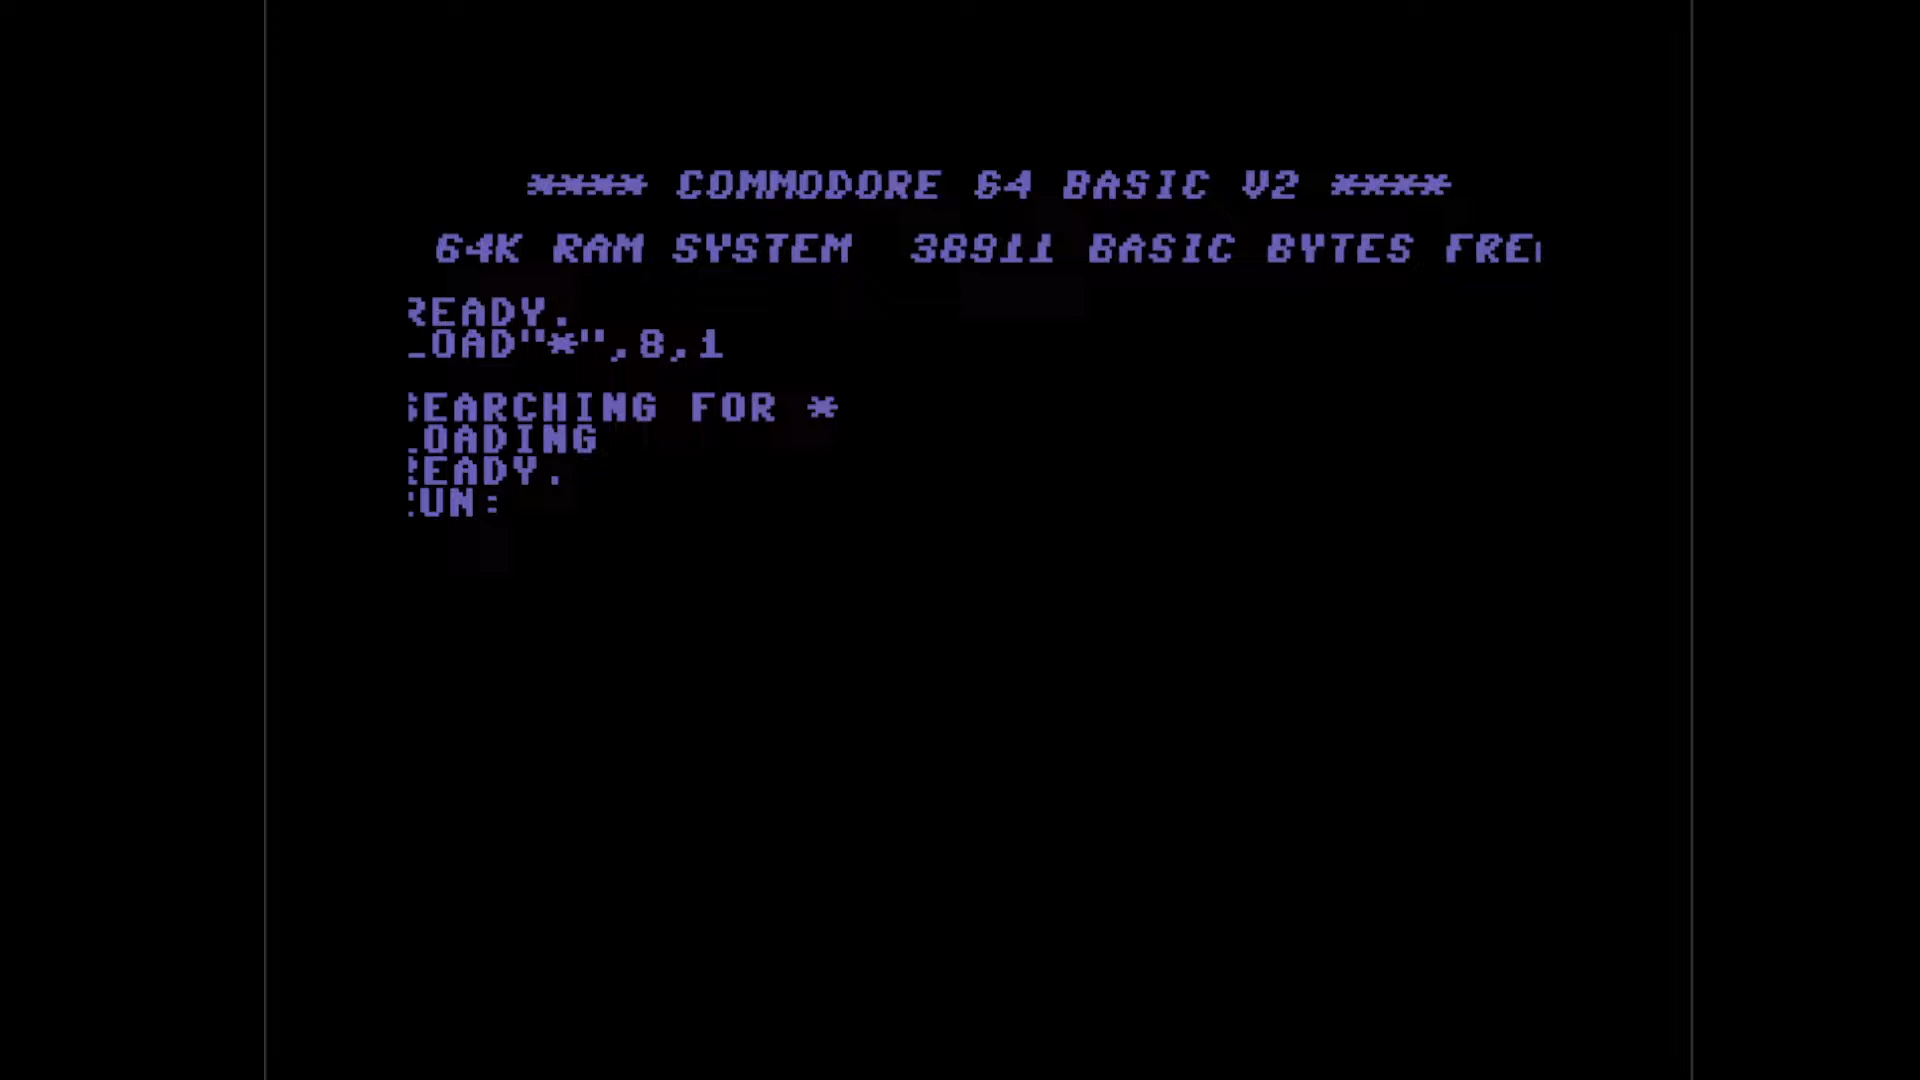 **** COMMODORE 64 BASIC V2 ****
64K RAM SYSTEM  38911 BASIC BYTES FREE
READY.
LOAD"*",8,1
SEARCHING FOR *
LOADING
READY.
RUN: